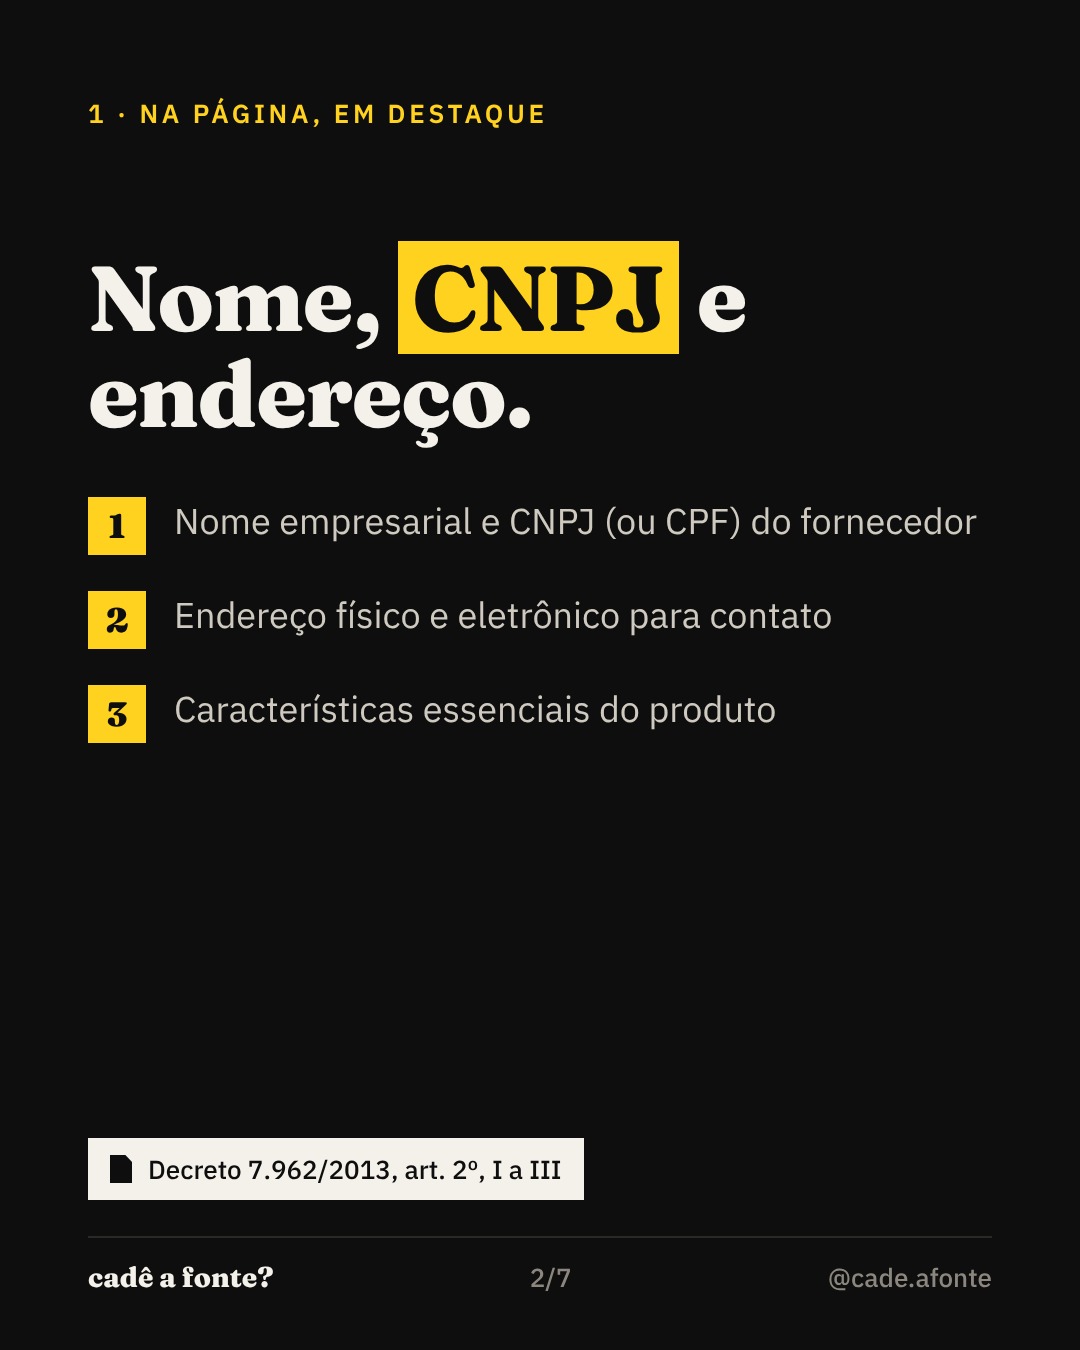 1 · NA PÁGINA, EM DESTAQUE
Nome, CNPJ e
endereço.
1 Nome empresarial e CNPJ (ou CPF) do fornecedor
2 Endereço físico e eletrônico para contato
3 Características essenciais do produto
Decreto 7.962/2013, art. 2º, I a III
cadê a fonte? 2/7 @cade.afonte